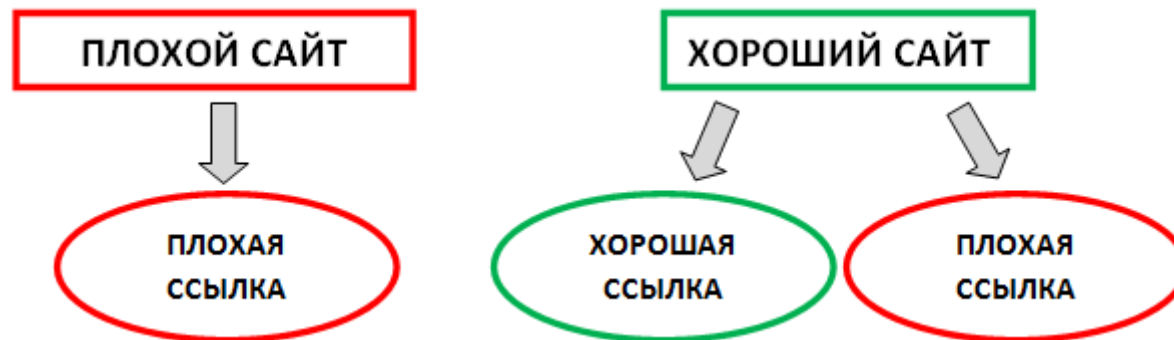 ПЛОХОЙ САЙТ
ХОРОШИЙ САЙТ
ПЛОХАЯ
ССЫЛКА
ХОРОШАЯ
ССЫЛКА
ПЛОХАЯ
ССЫЛКА